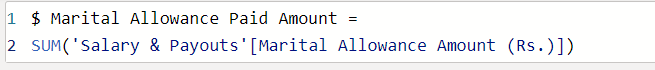 1 $ Marital Allowance Paid Amount =
2 SUM('Salary & Payouts'[Marital Allowance Amount (Rs.)])